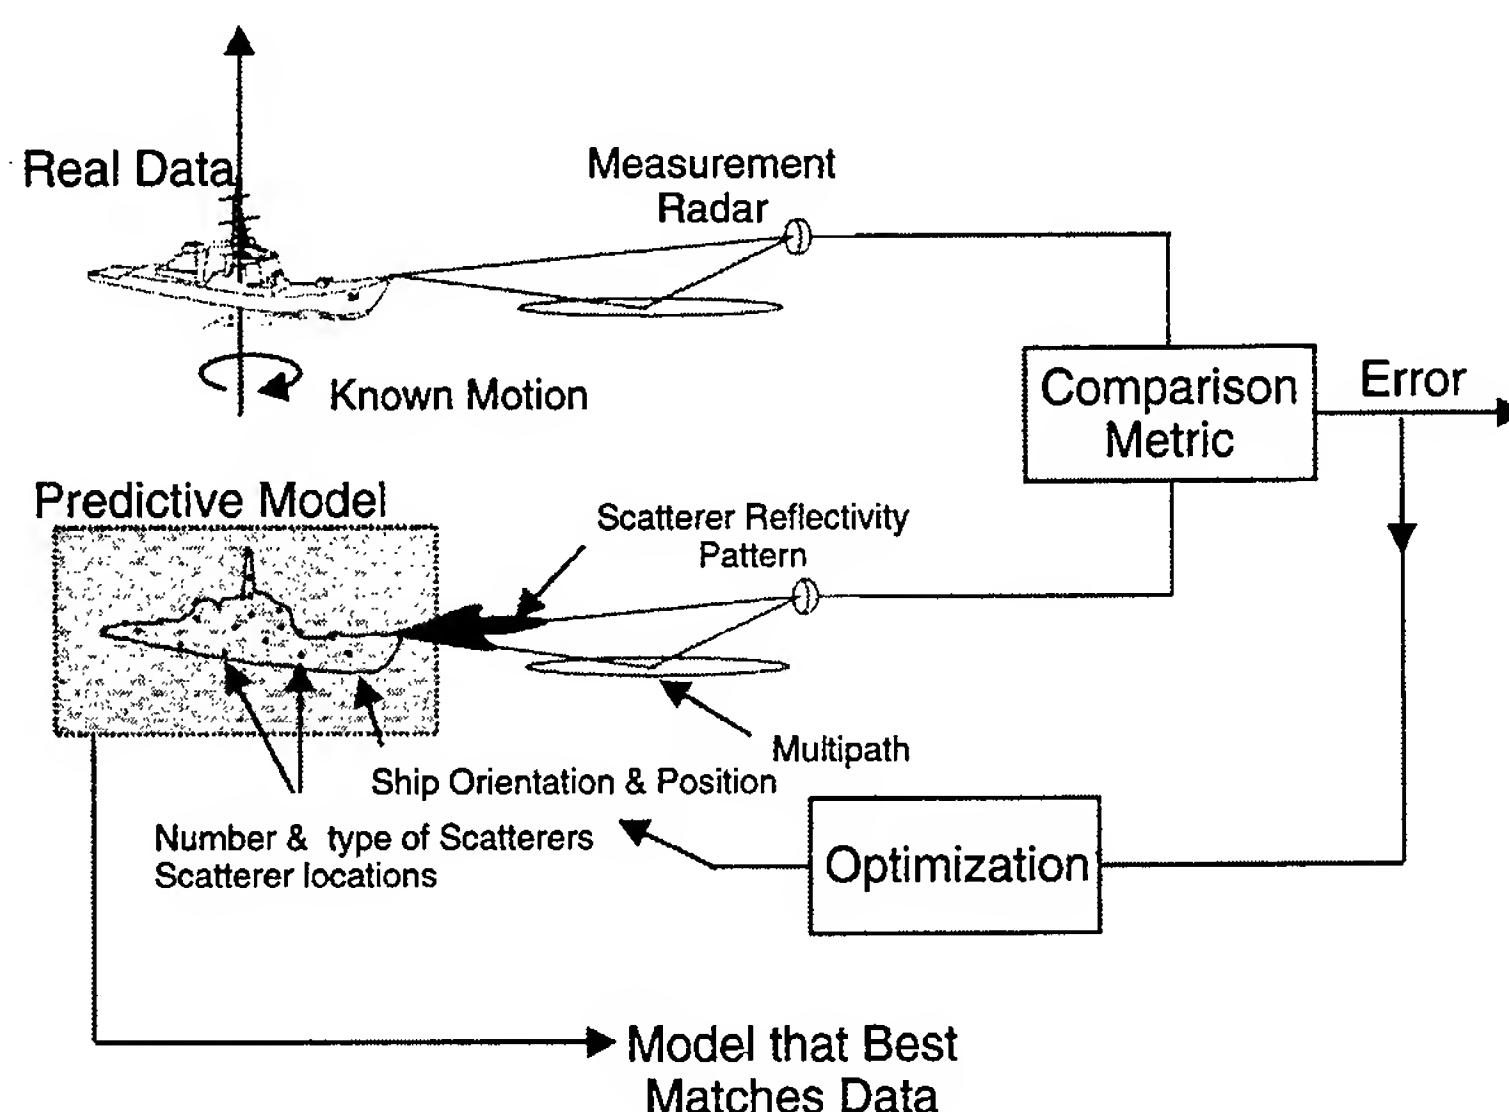 Real Data
Measurement
Radar
Known Motion
Comparison
Metric
Error
Predictive Model
Scatterer Reflectivity
Pattern
Multipath
Ship Orientation & Position
Number & type of Scatterers
Scatterer locations
Optimization
Model that Best
Matches Data